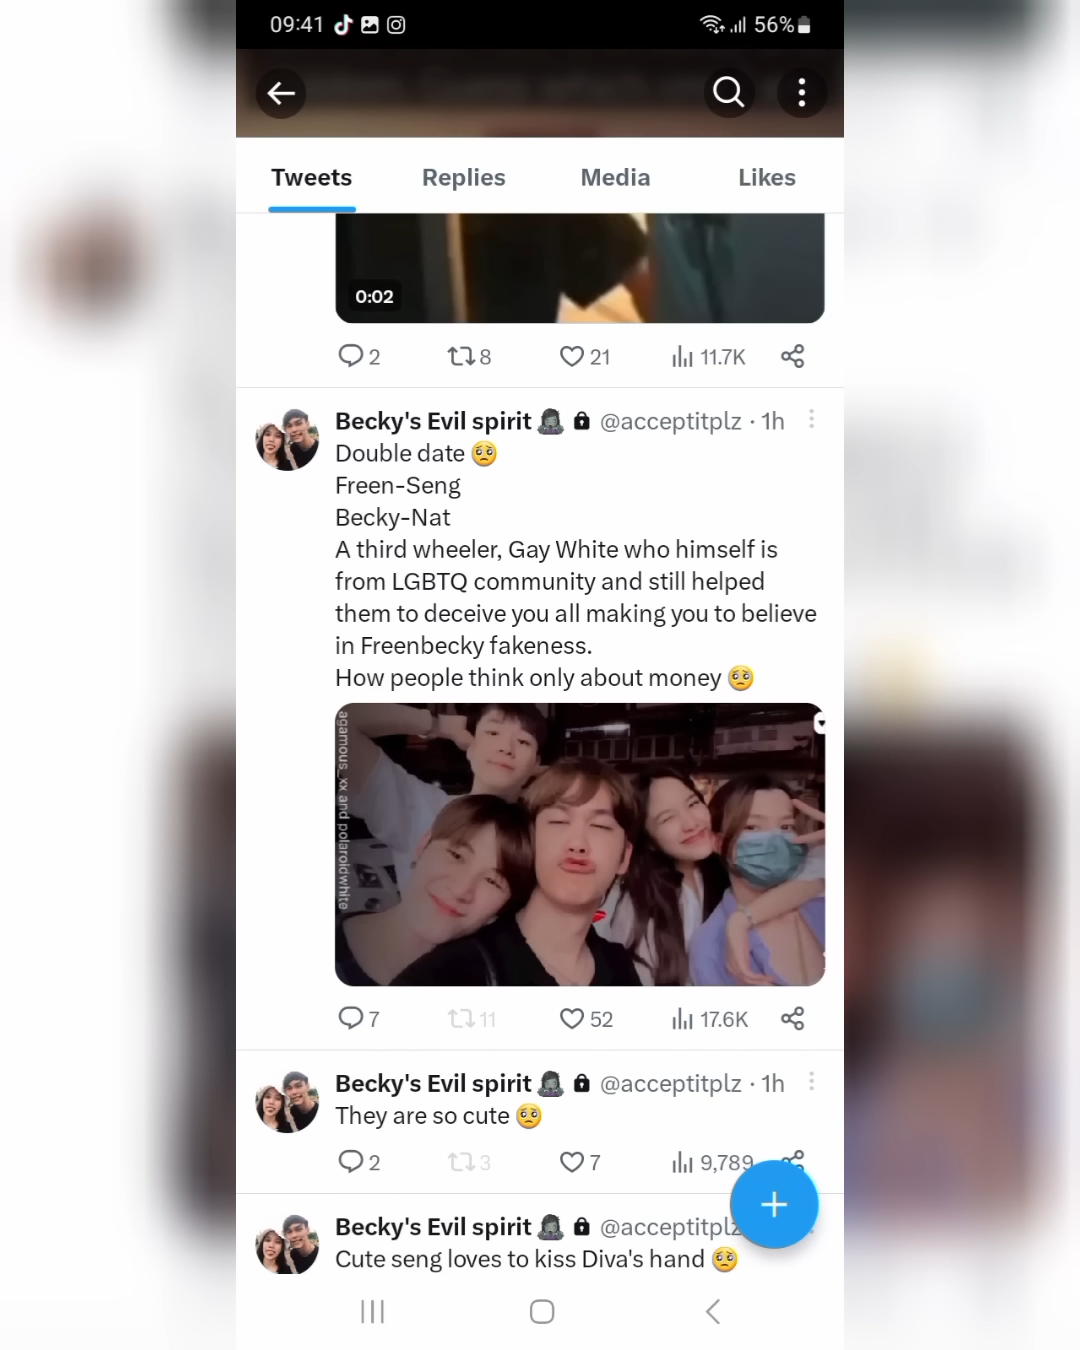 09:41
56%
Tweets Replies Media Likes
0:02
2 8 21 11.7K
Becky's Evil spirit @acceptitplz · 1h
Double date 🥺
Freen-Seng
Becky-Nat
A third wheeler, Gay White who himself is
from LGBTQ community and still helped
them to deceive you all making you to believe
in Freenbecky fakeness.
How people think only about money 🥺
agamous_xx and polaroidwhite
7 11 52 17.6K
Becky's Evil spirit @acceptitplz · 1h
They are so cute 🥺
2 3 7 9,789
Becky's Evil spirit @acceptitplz
Cute seng loves to kiss Diva's hand 🥺